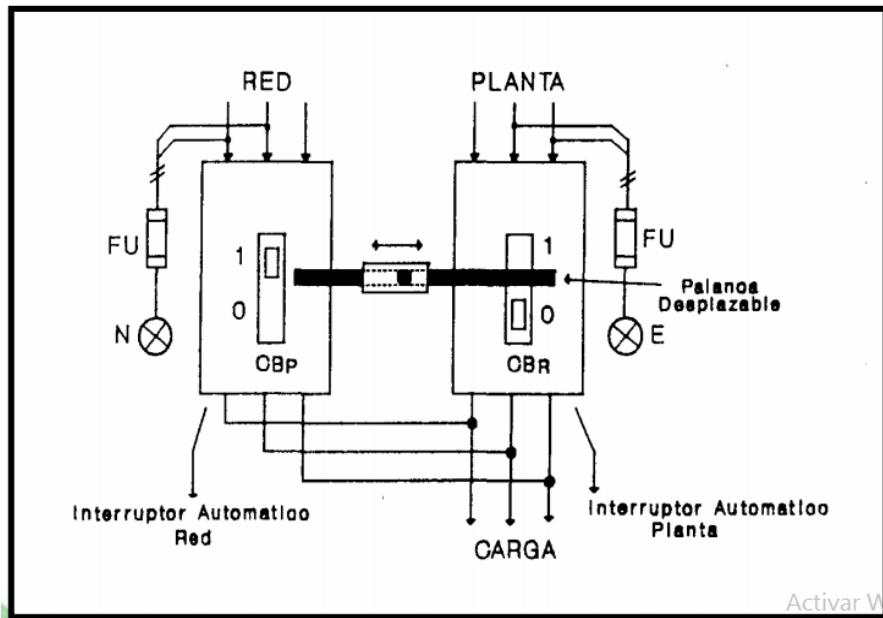 RED
PLANTA
FU
1
0
N
CBP
1
0
CBR
FU
E
Palanca
Desplazable
Interruptor Automatico
Red
Interruptor Automatico
Planta
CARGA
Activar W